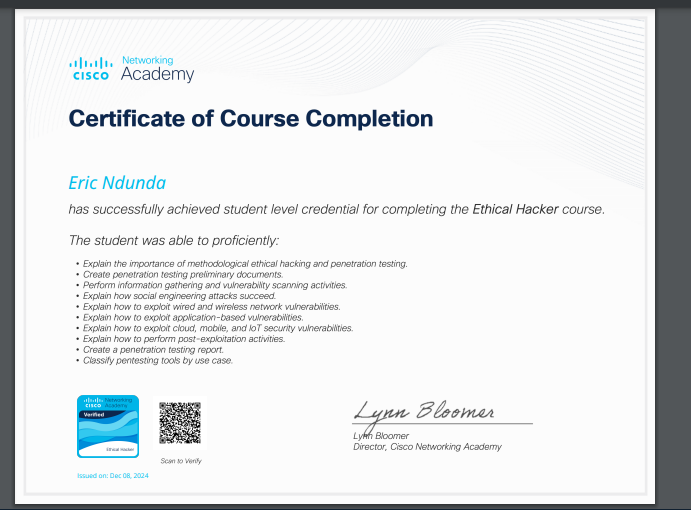 Networking
Academy
CISCO
Certificate of Course Completion
Eric Ndunda
has successfully achieved student level credential for completing the Ethical Hacker course.
The student was able to proficiently:
• Explain the importance of methodological ethical hacking and penetration testing.
• Create penetration testing preliminary documents.
• Perform information gathering and vulnerability scanning activities.
• Explain how social engineering attacks succeed.
• Explain how to exploit wired and wireless network vulnerabilities.
• Explain how to exploit application-based vulnerabilities.
• Explain how to exploit cloud, mobile, and IoT security vulnerabilities.
• Explain how to perform post-exploitation activities.
• Create a penetration testing report.
• Classify pentesting tools by use case.
CISCO
Networking
Academy
Verified
Ethical Hacker
Scan to Verify
Issued on: Dec 08, 2024
Lynn Bloomer
Lynn Bloomer
Director, Cisco Networking Academy